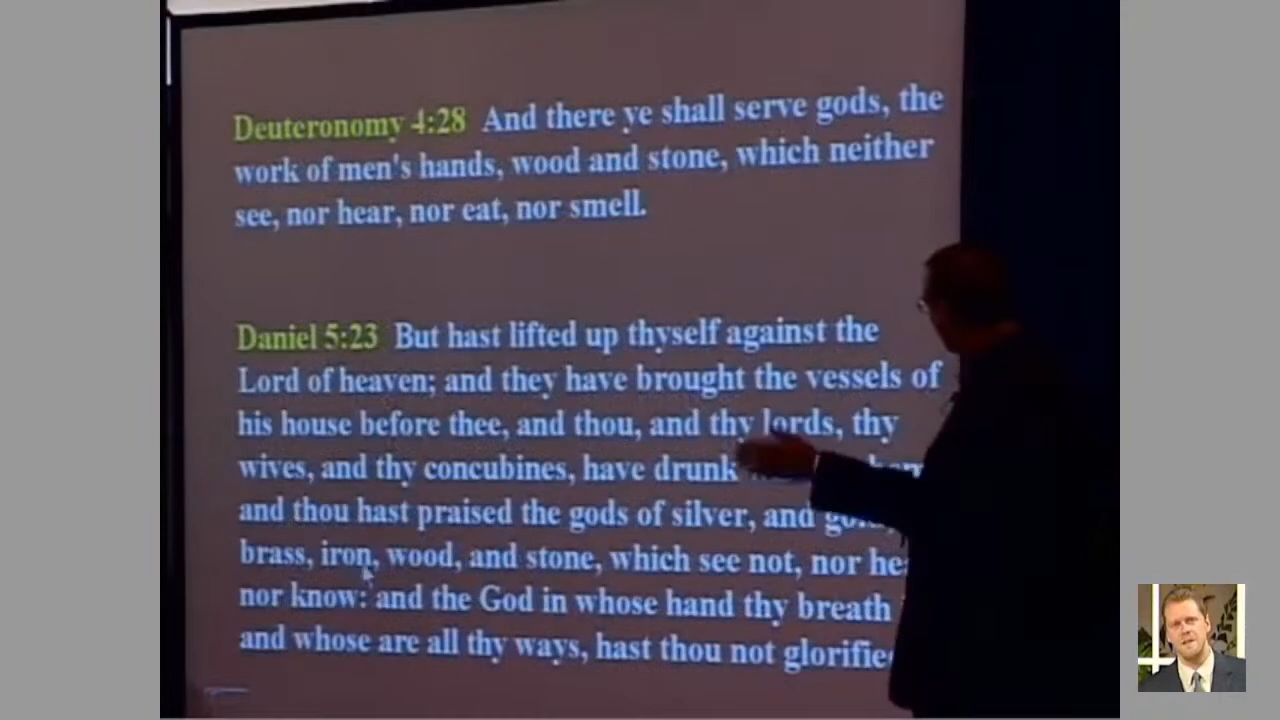 Deuteronomy 4:28 And there ye shall serve gods, the
work of men's hands, wood and stone, which neither
see, nor hear, nor eat, nor smell.
Daniel 5:23 But hast lifted up thyself against the
Lord of heaven; and they have brought the vessels of
his house before thee, and thou, and thy lords, thy
wives, and thy concubines, have drunk
and thou hast praised the gods of silver, and
brass, iron, wood, and stone, which see not, nor
nor know: and the God in whose hand thy breath
and whose are all thy ways, hast thou not